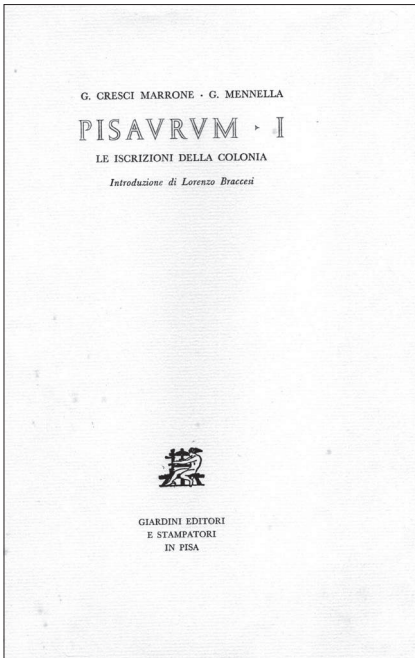 G. CRESCI MARRONE · G. MENNELLA
PISAVRVM · I
LE ISCRIZIONI DELLA COLONIA
Introduzione di Lorenzo Braccesi
GIARDINI EDITORI
E STAMPATORI
IN PISA